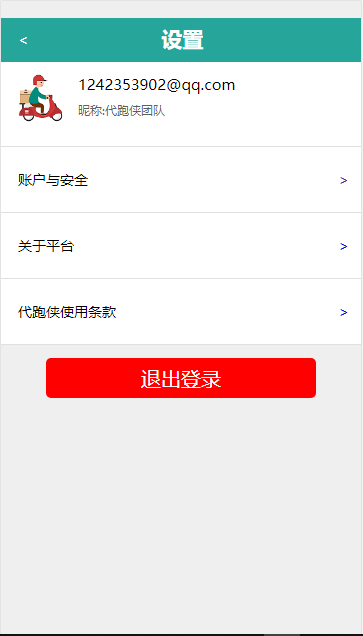 <
设置
1242353902@qq.com
昵称:代跑侠团队
账户与安全 >
关于平台 >
代跑侠使用条款 >
退出登录